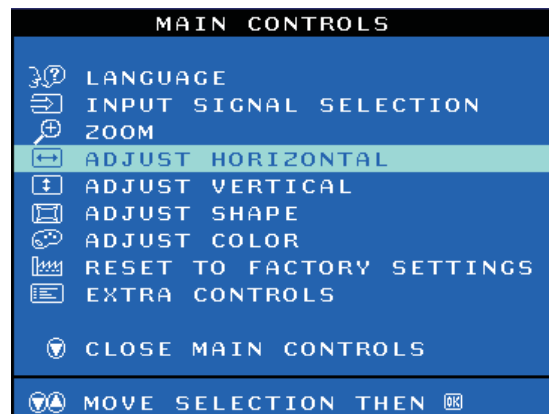 MAIN CONTROLS
LANGUAGE
INPUT SIGNAL SELECTION
ZOOM
ADJUST HORIZONTAL
ADJUST VERTICAL
ADJUST SHAPE
ADJUST COLOR
RESET TO FACTORY SETTINGS
EXTRA CONTROLS
CLOSE MAIN CONTROLS
MOVE SELECTION THEN OK